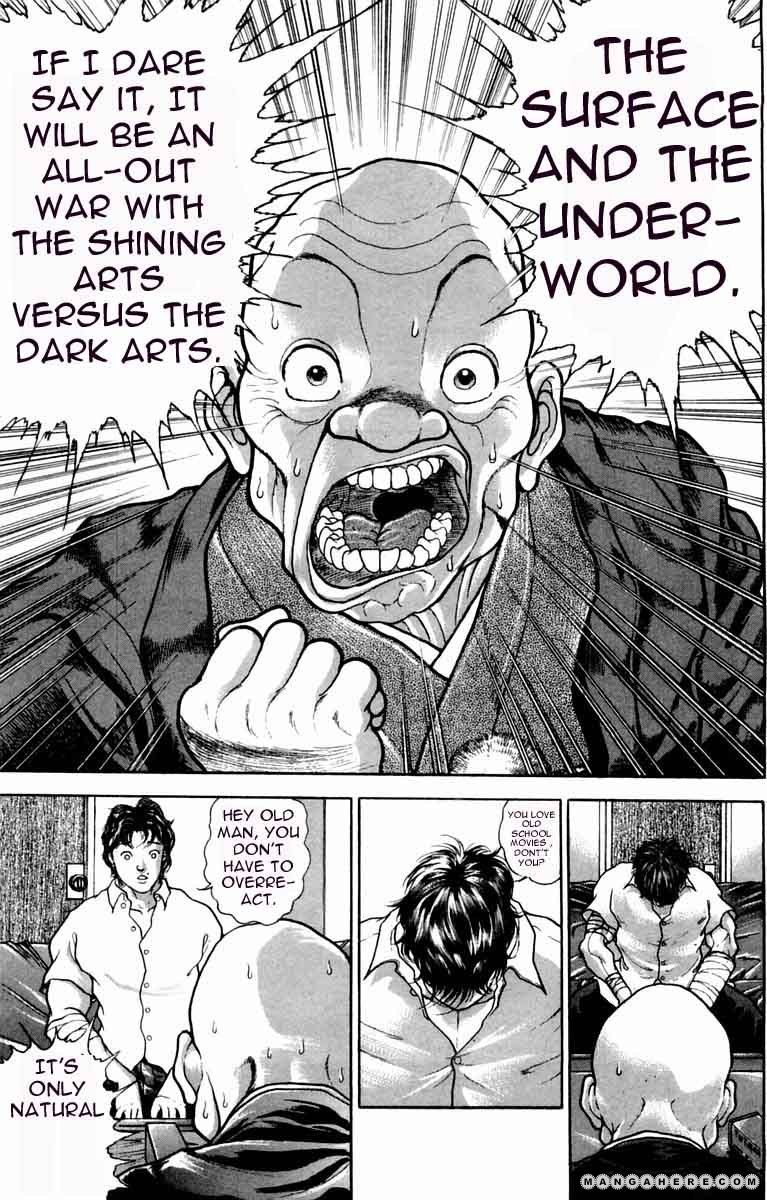 THE
SURFACE
AND THE
UNDER-
WORLD.
IF I DARE
SAY IT, IT
WILL BE AN
ALL-OUT
WAR WITH
THE SHINING
ARTS
VERSUS THE
DARK ARTS.
YOU LOVE
OLD
SCHOOL
MOVIES,
DON'T
YOU?
HEY OLD
MAN, YOU
DON'T
HAVE TO
OVERRE-
ACT.
IT'S
ONLY
NATURAL
MANGAHERE.COM